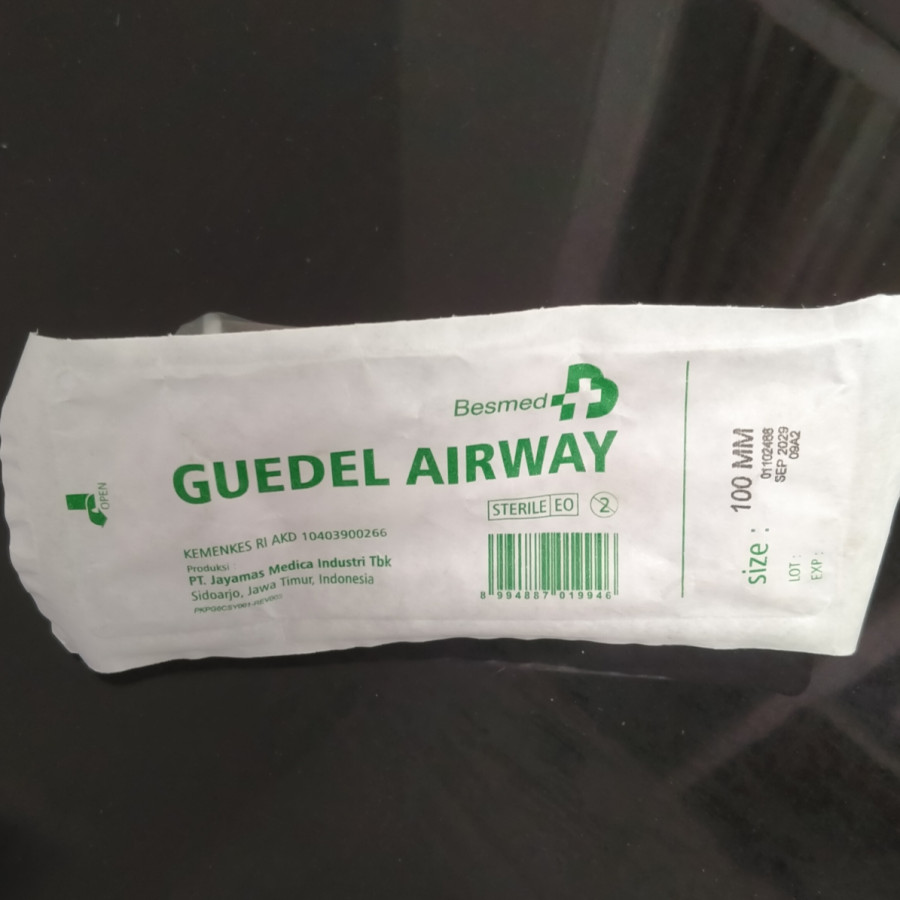 OPEN
Besmed
GUEDEL AIRWAY
STERILE EO 2
KEMENKES RI AKD 10403900266
Produksi :
PT. Jayamas Medica Industri Tbk
Sidoarjo, Jawa Timur, Indonesia
8 994887 019946
size : 100 MM
LOT : 01102488
EXP : SEP 2029
09A2